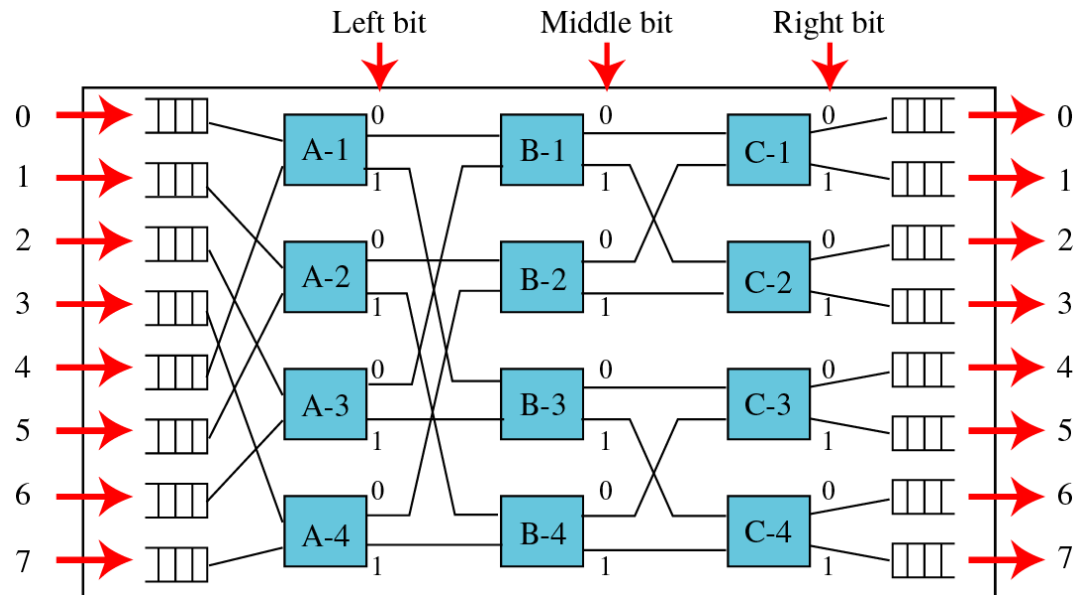 Left bit Middle bit Right bit
0 0 0 0 0
A-1 B-1 C-1
1 1 1 1 1
2 0 0 0 2
A-2 B-2 C-2
3 1 1 1 3
4 0 0 0 4
A-3 B-3 C-3
5 1 1 1 5
6 0 0 0 6
A-4 B-4 C-4
7 1 1 1 7